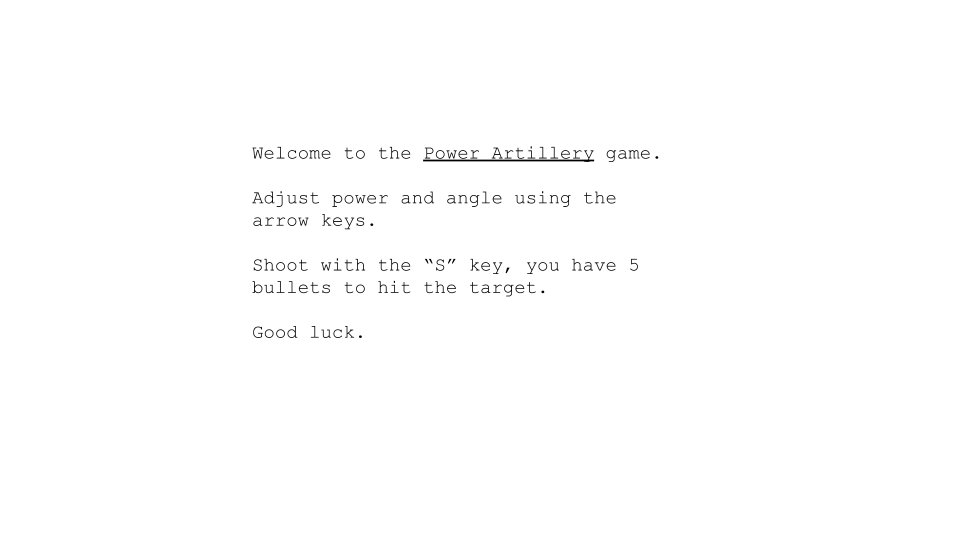 Welcome to the Power Artillery game.
Adjust power and angle using the
arrow keys.
Shoot with the “S” key, you have 5
bullets to hit the target.
Good luck.